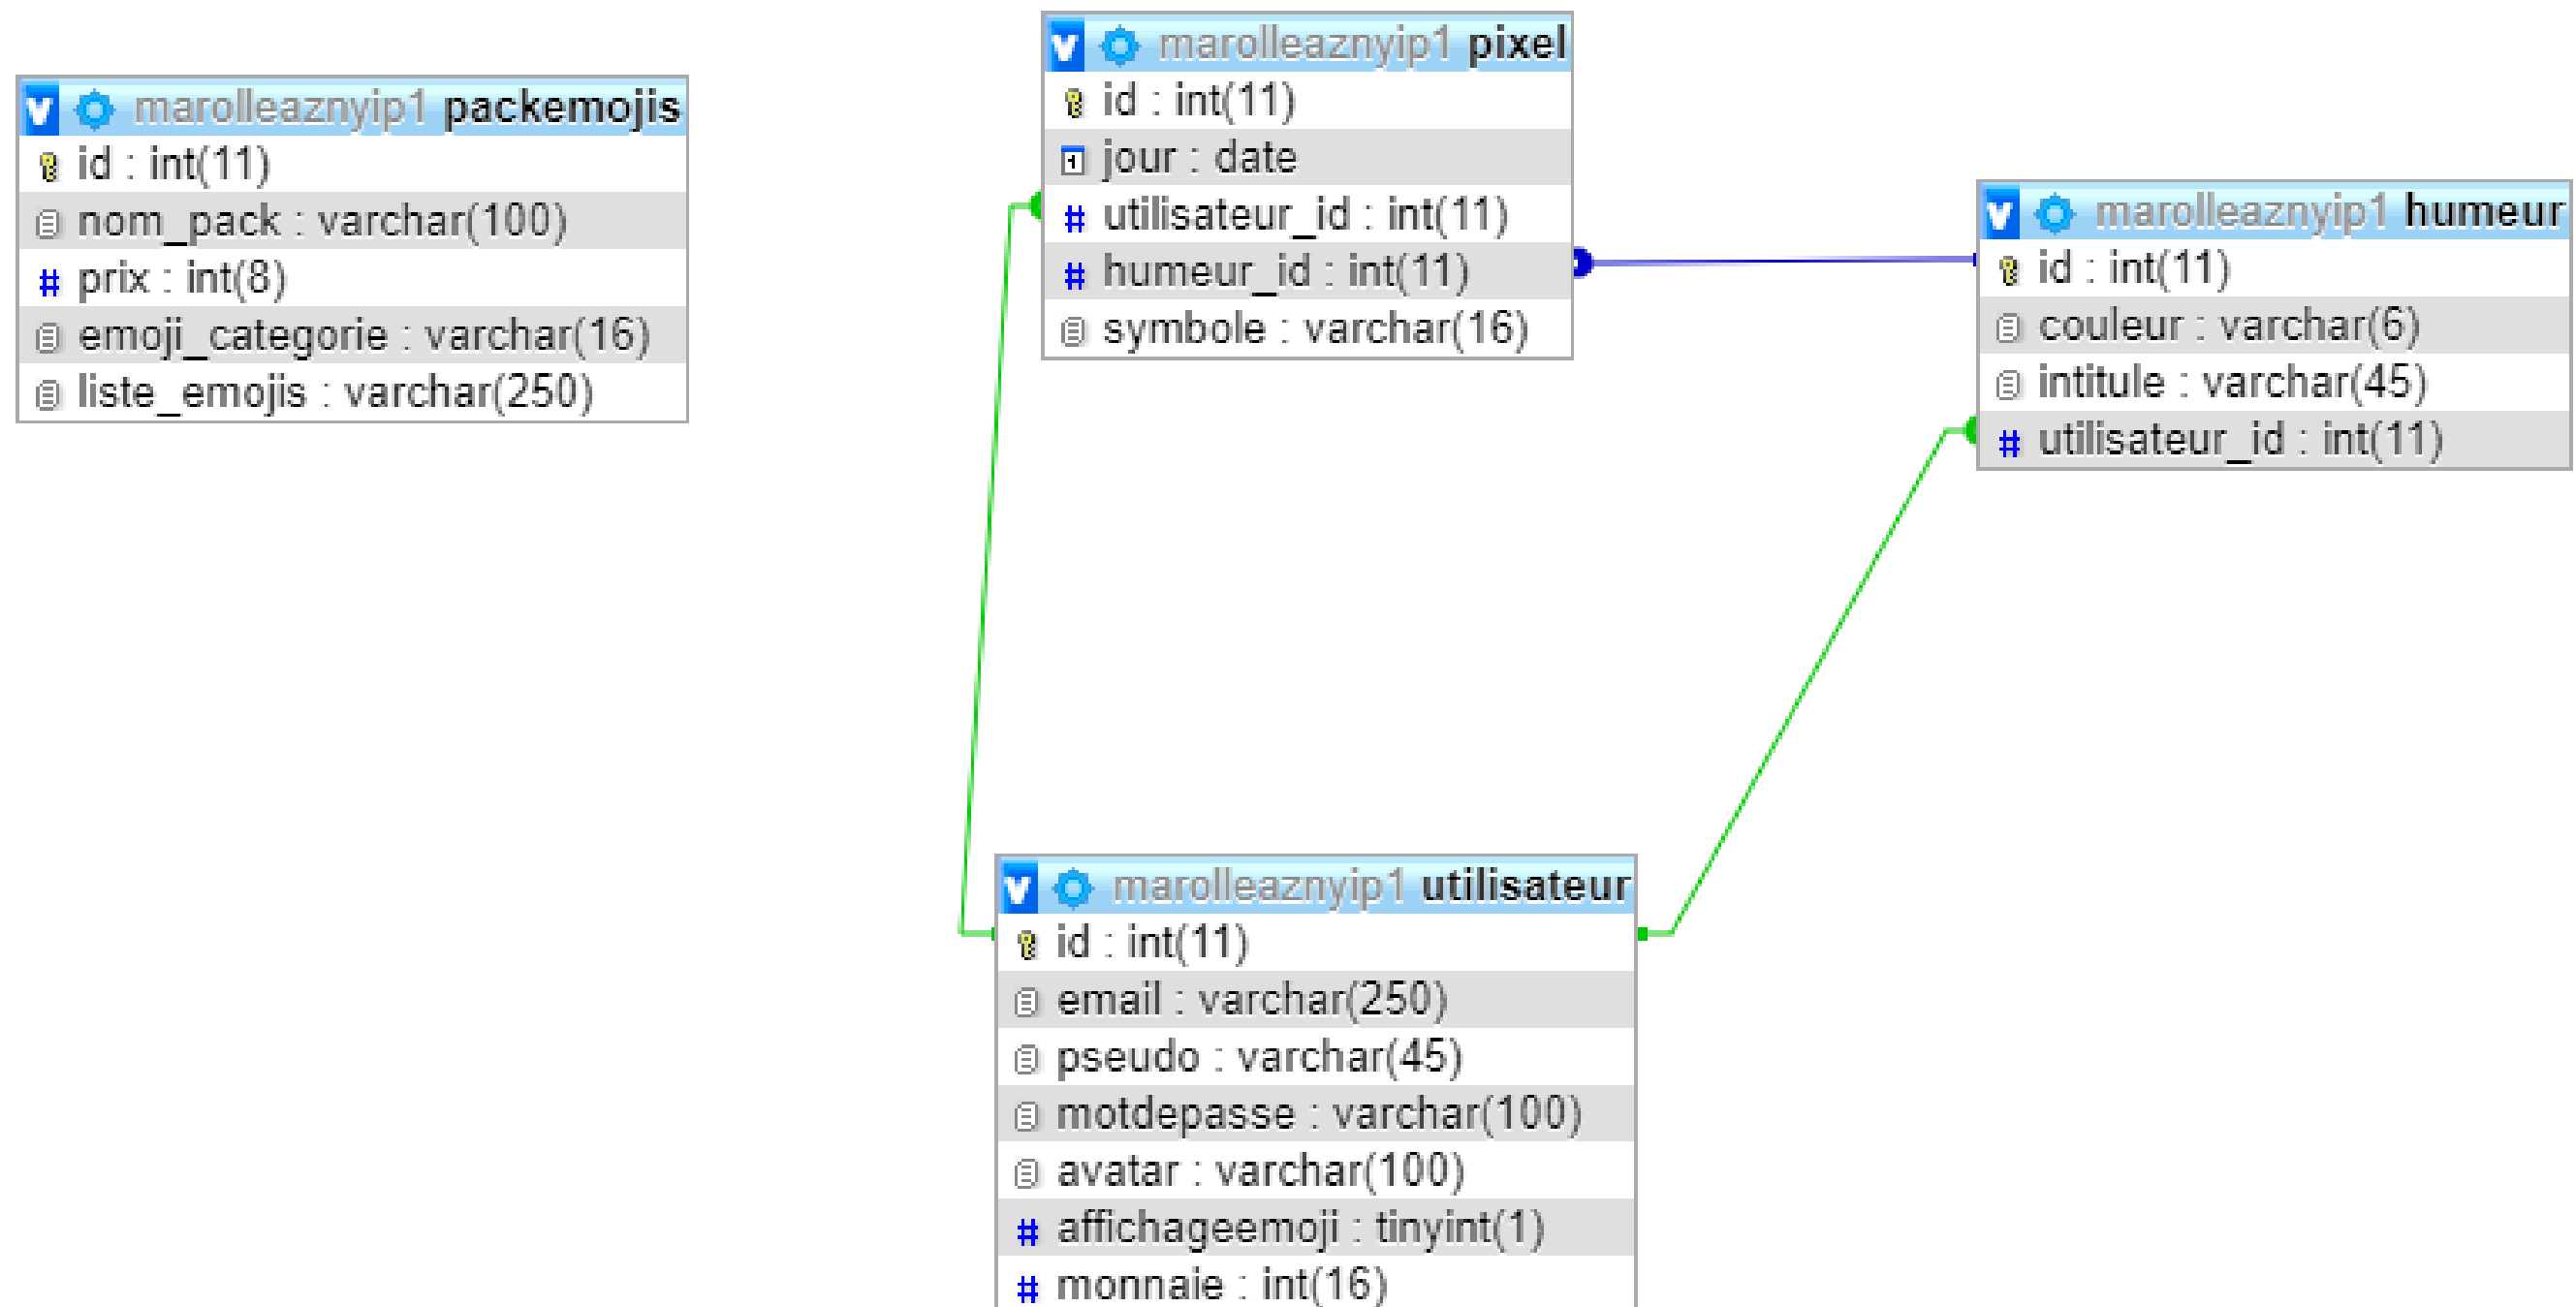 marolleaznyip1 packemojis
id : int(11)
nom_pack : varchar(100)
prix : int(8)
emoji_categorie : varchar(16)
liste_emojis : varchar(250)
marolleaznyip1 pixel
id : int(11)
jour : date
utilisateur_id : int(11)
humeur_id : int(11)
symbole : varchar(16)
marolleaznyip1 humeur
id : int(11)
couleur : varchar(6)
intitule : varchar(45)
utilisateur_id : int(11)
marolleaznyip1 utilisateur
id : int(11)
email : varchar(250)
pseudo : varchar(45)
motdepasse : varchar(100)
avatar : varchar(100)
affichageemoji : tinyint(1)
monnaie : int(16)